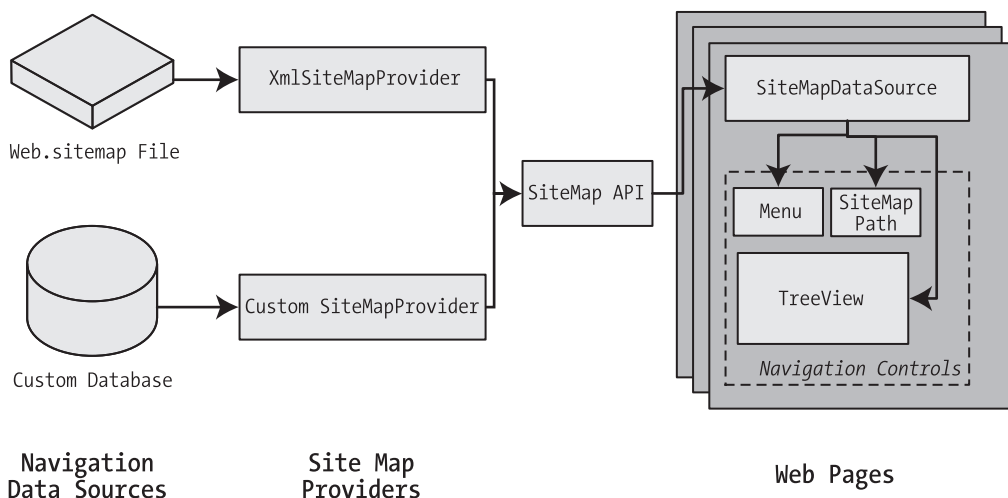 XmlSiteMapProvider
Web.sitemap File
Custom SiteMapProvider
Custom Database
SiteMap API
SiteMapDataSource
Menu
SiteMap
Path
TreeView
Navigation Controls
Navigation
Data Sources
Site Map
Providers
Web Pages